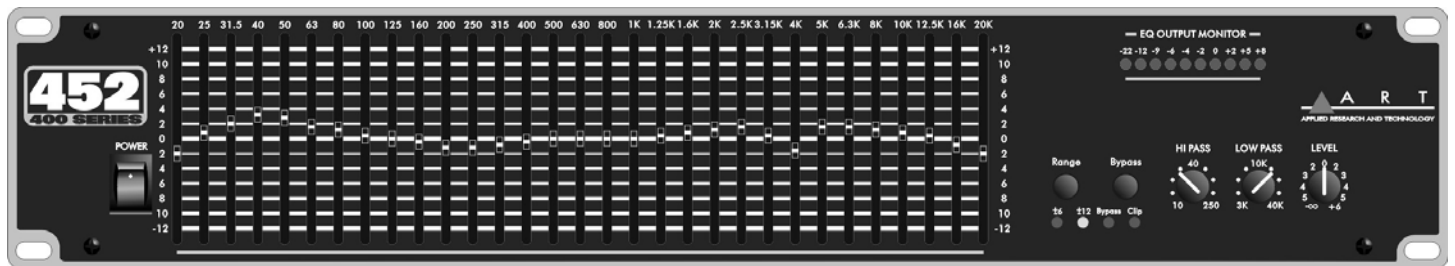 20 25 31.5 40 50 63 80 100 125 160 200 250 315 400 500 630 800 1K 1.25K 1.6K 2K 2.5K 3.15K 4K 5K 6.3K 8K 10K 12.5K 16K 20K
+12 +12
10 10
8 8
6 6
4 4
2 2
0 0
2 2
4 4
6 6
8 8
10 10
-12 -12
452
400 SERIES
POWER
EQ OUTPUT MONITOR
-22 -12 -9 -6 -4 -2 0 +2 +5 +8
A R T
APPLIED RESEARCH AND TECHNOLOGY
Range Bypass
±6 ±12 Bypass Clip
HI PASS
40
10 250
LOW PASS
10K
3K 40K
LEVEL
2 0 2
3 3
4 4
5 5
-∞ +6